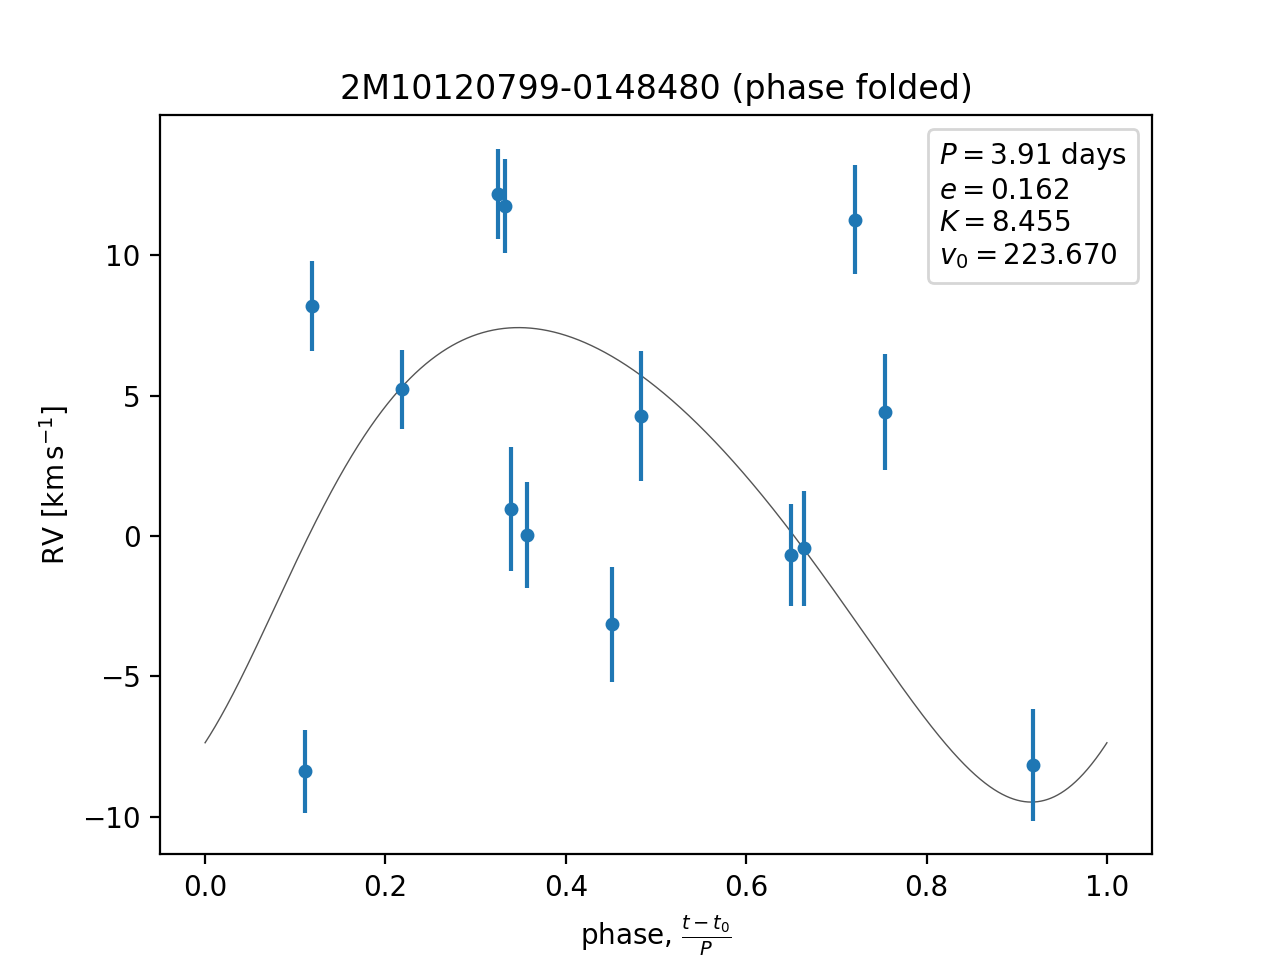 2M10120799-0148480 (phase folded)
P = 3.91 days
e = 0.162
K = 8.455
v₀ = 223.670
10
5
0
−5
−10
RV [km s⁻¹]
0.0 0.2 0.4 0.6 0.8 1.0
phase, (t − t₀)/P